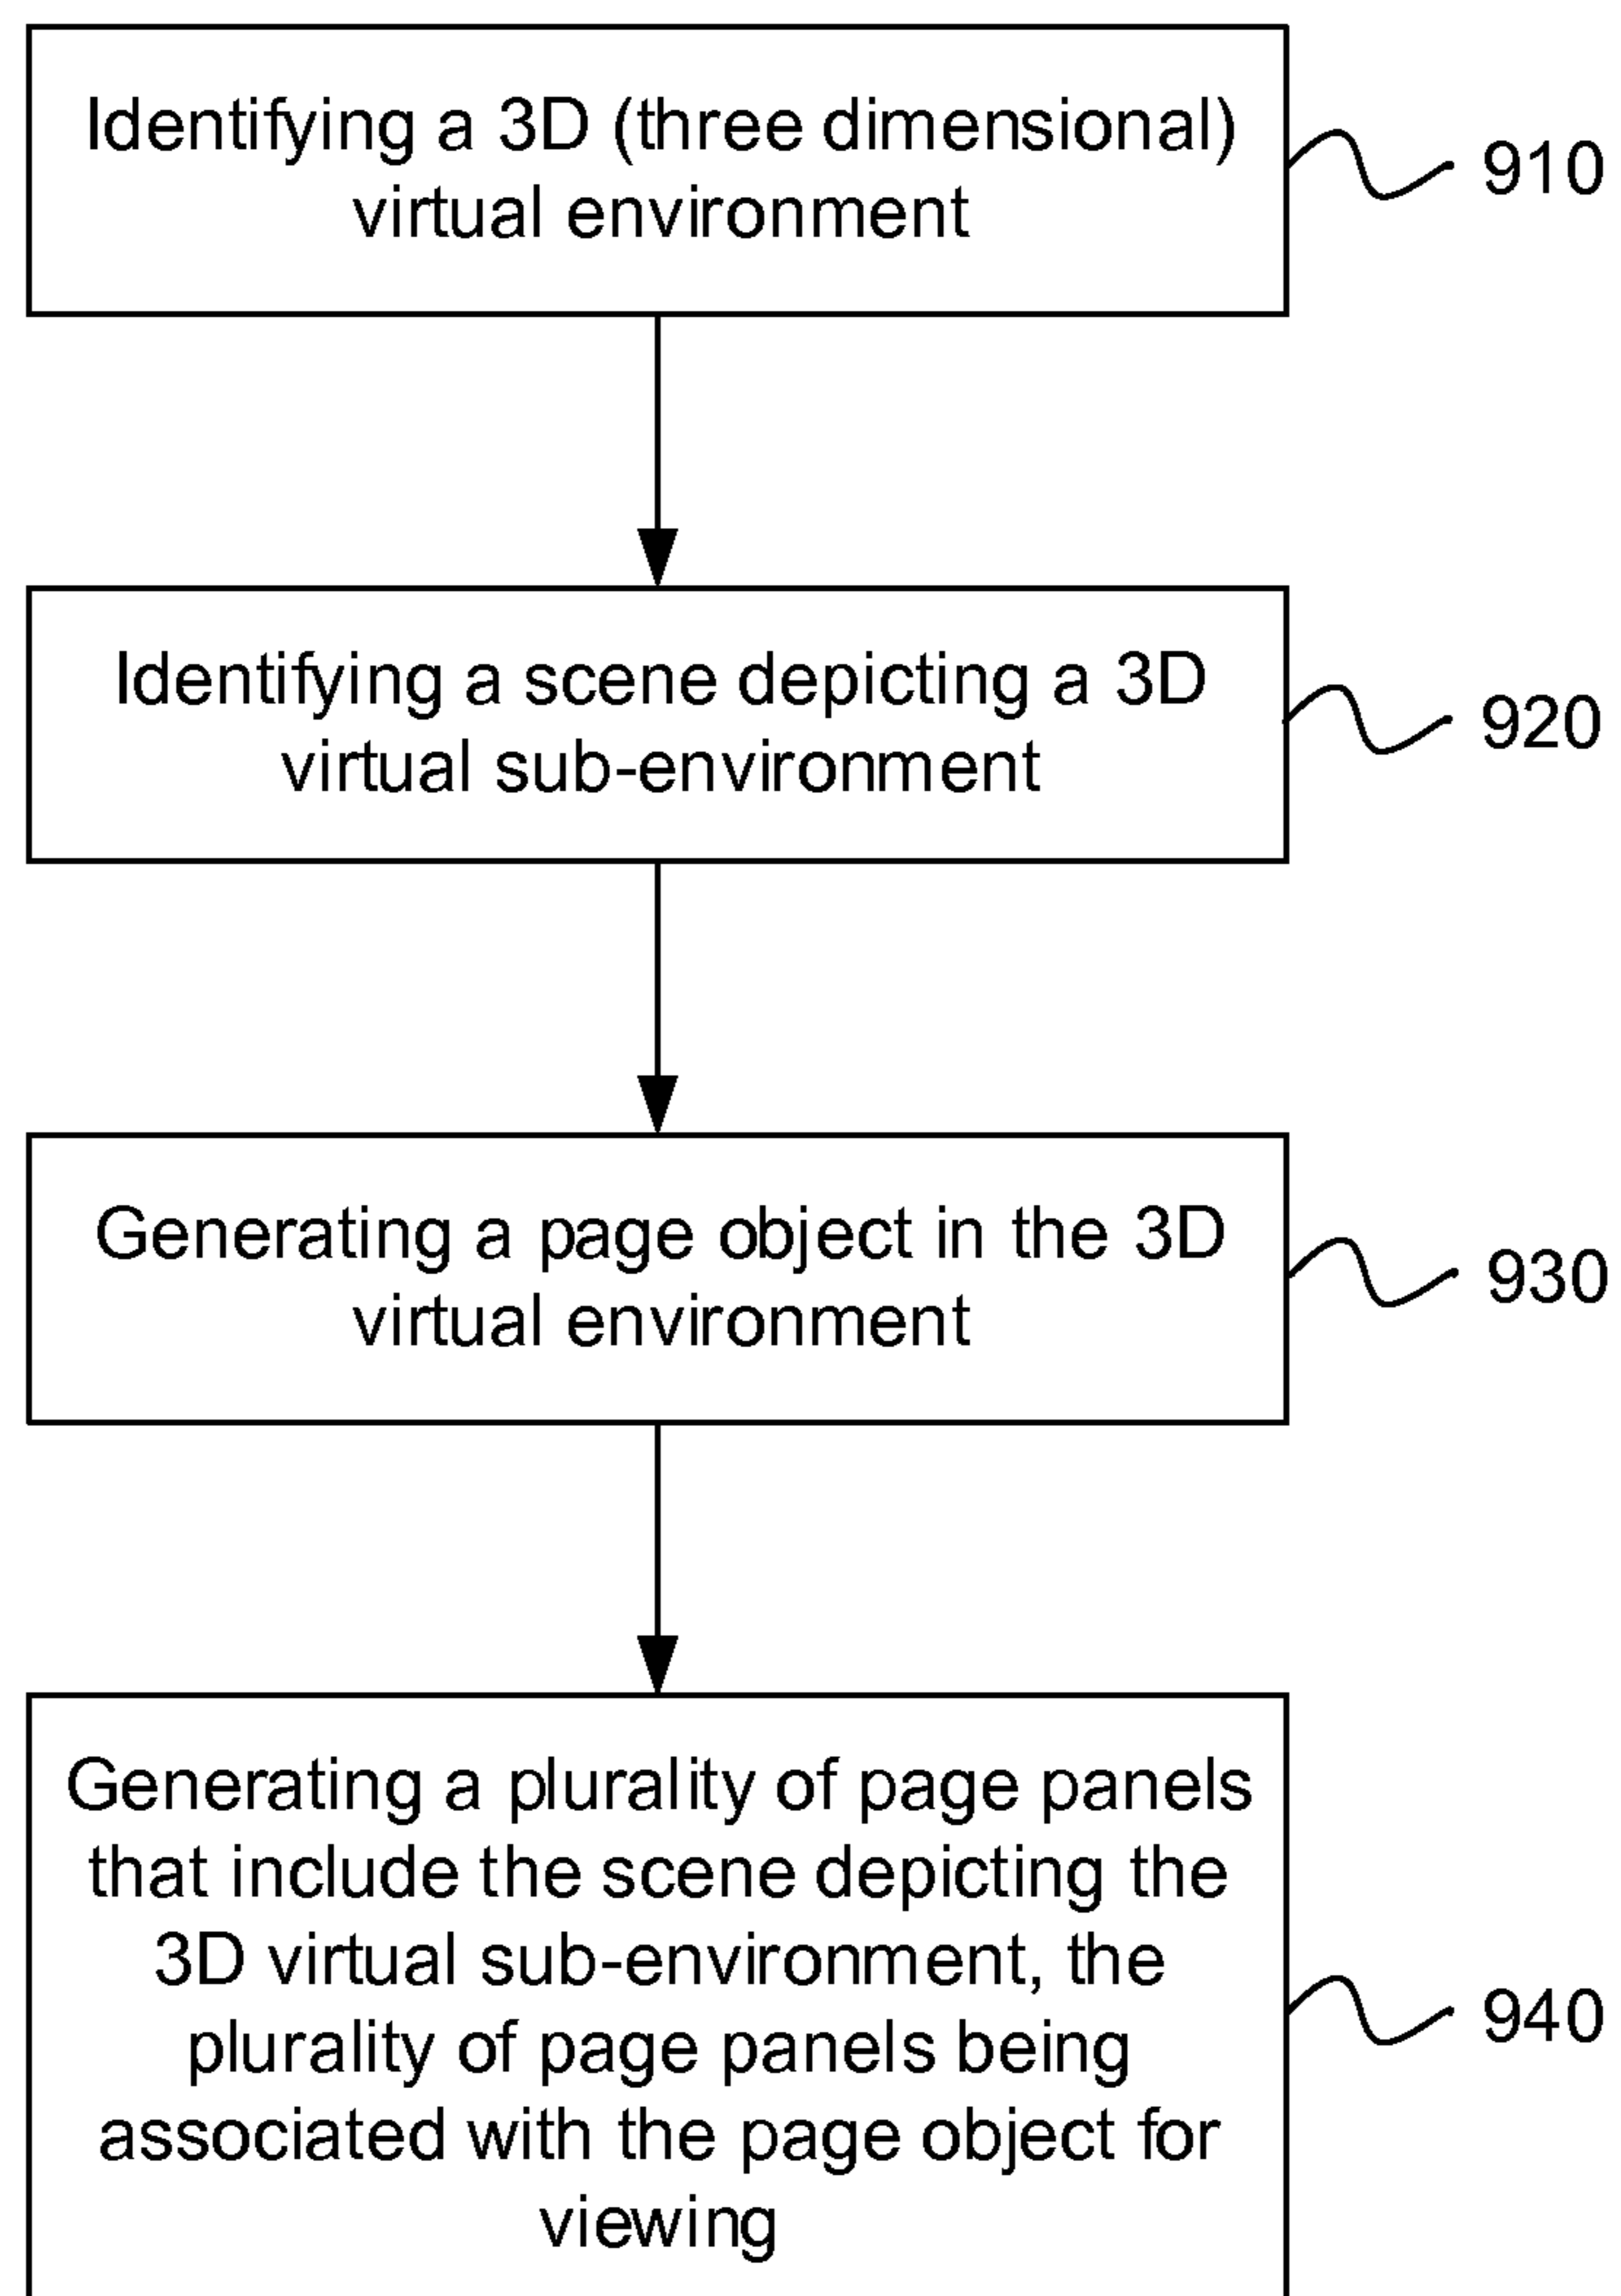 Identifying a 3D (three dimensional)
virtual environment
910
Identifying a scene depicting a 3D
virtual sub-environment
920
Generating a page object in the 3D
virtual environment
930
Generating a plurality of page panels
that include the scene depicting the
3D virtual sub-environment, the
plurality of page panels being
associated with the page object for
viewing
940